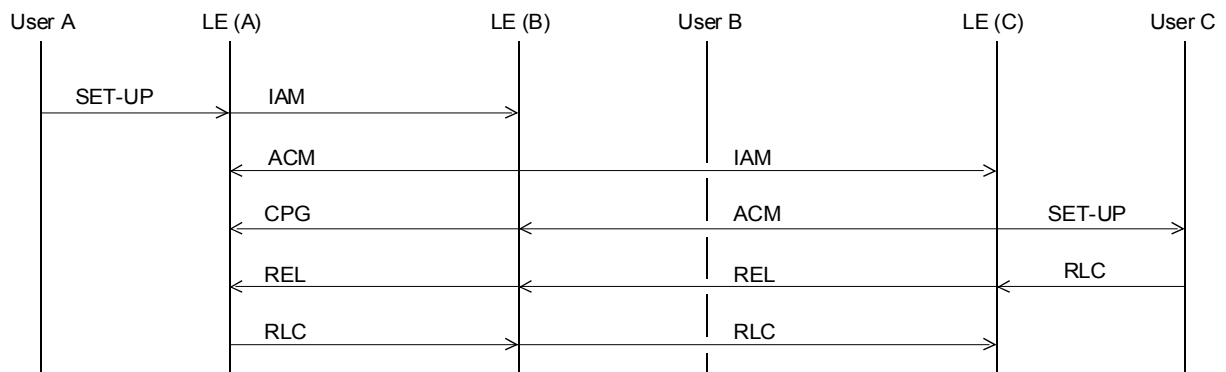 User A LE (A) LE (B) User B LE (C) User C
SET-UP IAM
ACM IAM
CPG ACM SET-UP
REL REL RLC
RLC RLC